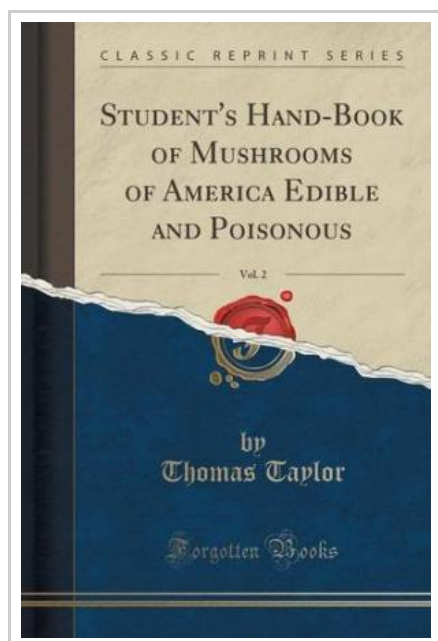 CLASSIC REPRINT SERIES
STUDENT'S HAND-BOOK
OF MUSHROOMS
OF AMERICA EDIBLE
AND POISONOUS
Vol. 2
F
by
Thomas Taylor
Forgotten Books